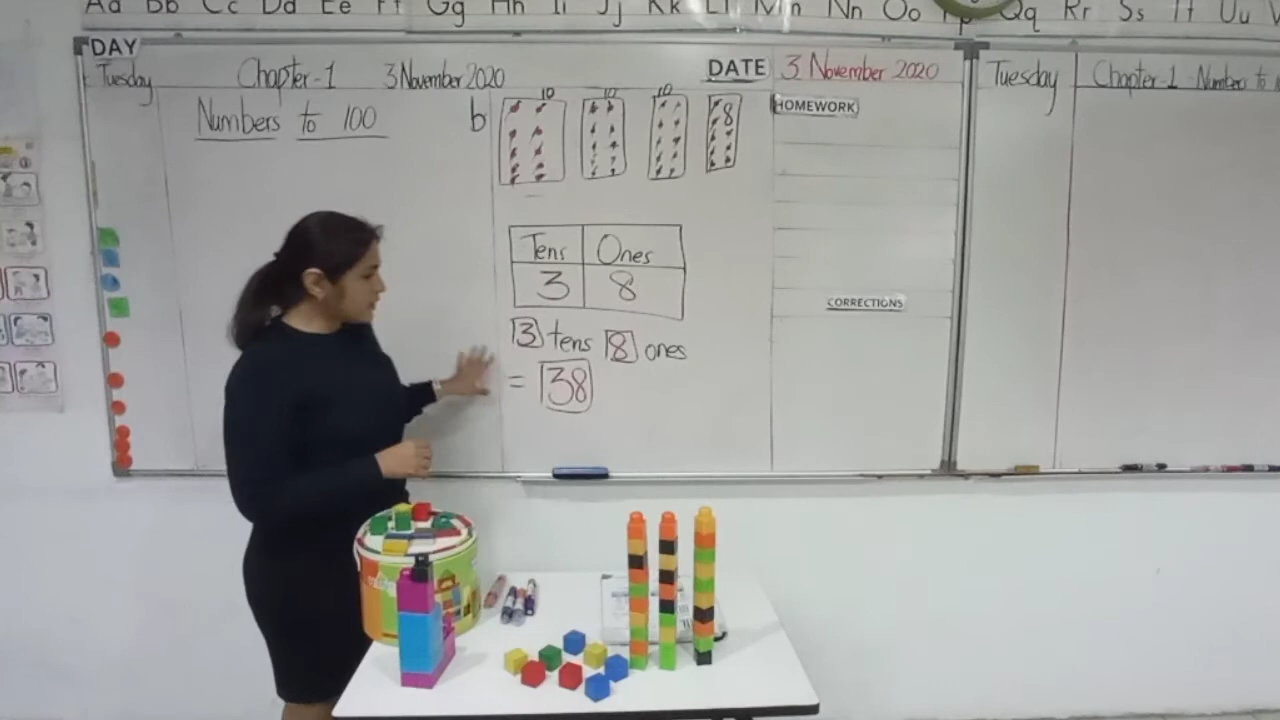 Aa Bb Cc Dd Ee Ff Gg Hh Ii Jj Kk Ll Mm Nn Oo Pp Qq Rr Ss Tt Uu
DAY
Tuesday
Chapter-1
3 November 2020
DATE
3 November 2020
Tuesday
Chapter 1 Numbers to
Numbers to 100
b
10
10
10
8
HOMEWORK
Tens Ones
3 8
3 tens 8 ones
= 38
CORRECTIONS